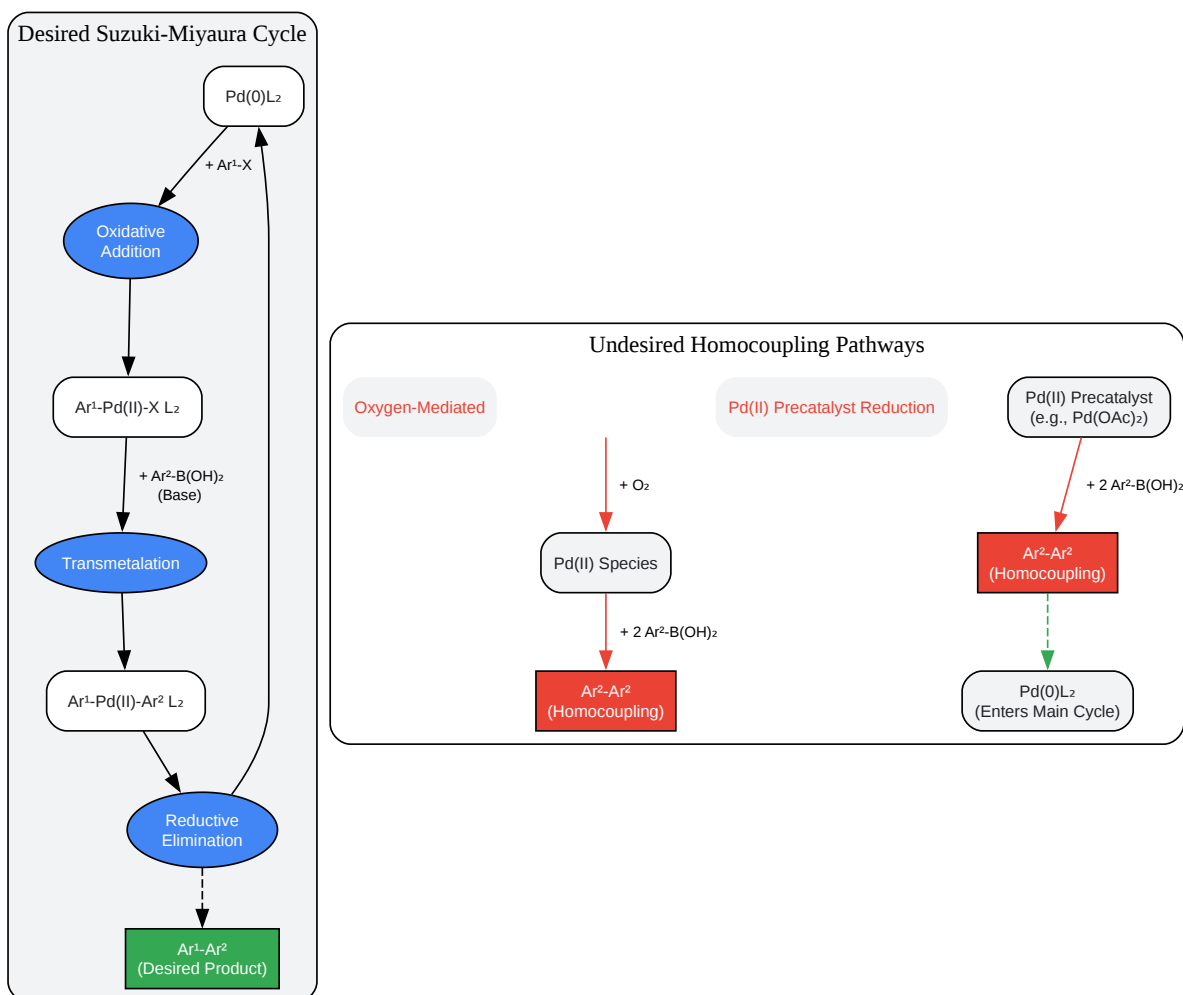 Desired Suzuki-Miyaura Cycle
Pd(0)L₂
+ Ar¹-X
Oxidative
Addition
Ar¹-Pd(II)-X L₂
+ Ar²-B(OH)₂
(Base)
Transmetalation
Ar¹-Pd(II)-Ar² L₂
Reductive
Elimination
Ar¹-Ar²
(Desired Product)
Undesired Homocoupling Pathways
Oxygen-Mediated
+ O₂
Pd(II) Species
+ 2 Ar²-B(OH)₂
Ar²-Ar²
(Homocoupling)
Pd(II) Precatalyst Reduction
Pd(II) Precatalyst
(e.g., Pd(OAc)₂)
+ 2 Ar²-B(OH)₂
Ar²-Ar²
(Homocoupling)
Pd(0)L₂
(Enters Main Cycle)